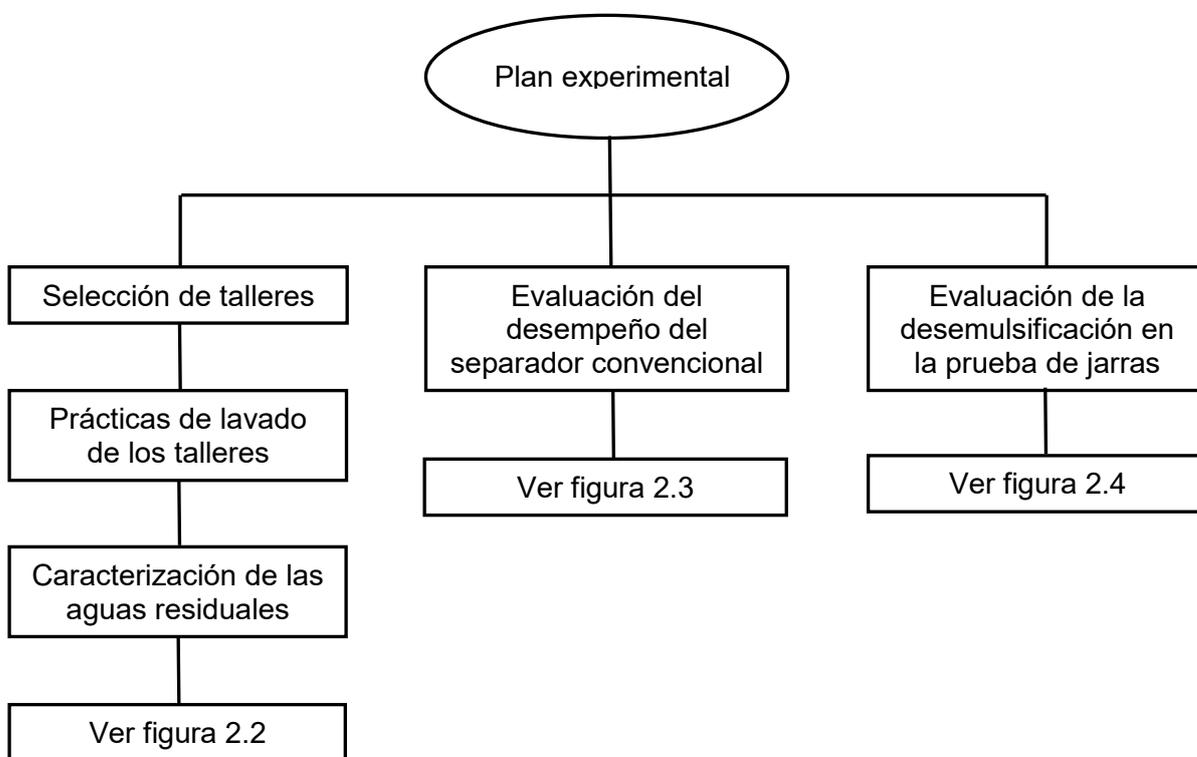 Plan experimental
Selección de talleres
Prácticas de lavado
de los talleres
Caracterización de las
aguas residuales
Ver figura 2.2
Evaluación del
desempeño del
separador convencional
Ver figura 2.3
Evaluación de la
desemulsificación en
la prueba de jarras
Ver figura 2.4